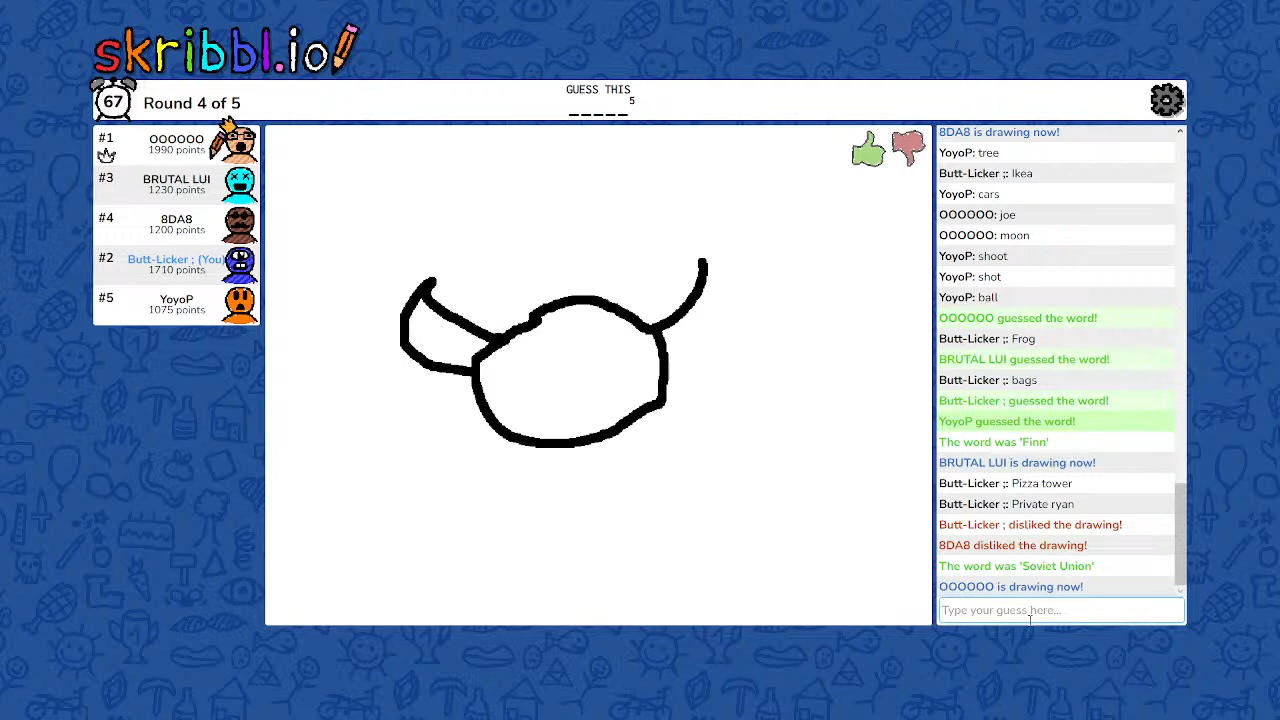 skribbl.io
67
Round 4 of 5
GUESS THIS
_____ 5
#1
OOOOOO
1990 points
#3
BRUTAL LUI
1230 points
#4
8DA8
1200 points
#2
Butt-Licker ; (You)
1710 points
#5
YoyoP
1075 points
8DA8 is drawing now!
YoyoP: tree
Butt-Licker ;: Ikea
YoyoP: cars
OOOOOO: joe
OOOOOO: moon
YoyoP: shoot
YoyoP: shot
YoyoP: ball
OOOOOO guessed the word!
Butt-Licker ;: Frog
BRUTAL LUI guessed the word!
Butt-Licker ;: bags
Butt-Licker ; guessed the word!
YoyoP guessed the word!
The word was 'Finn'
BRUTAL LUI is drawing now!
Butt-Licker ;: Pizza tower
Butt-Licker ;: Private ryan
Butt-Licker ; disliked the drawing!
8DA8 disliked the drawing!
The word was 'Soviet Union'
OOOOOO is drawing now!
Type your guess here...